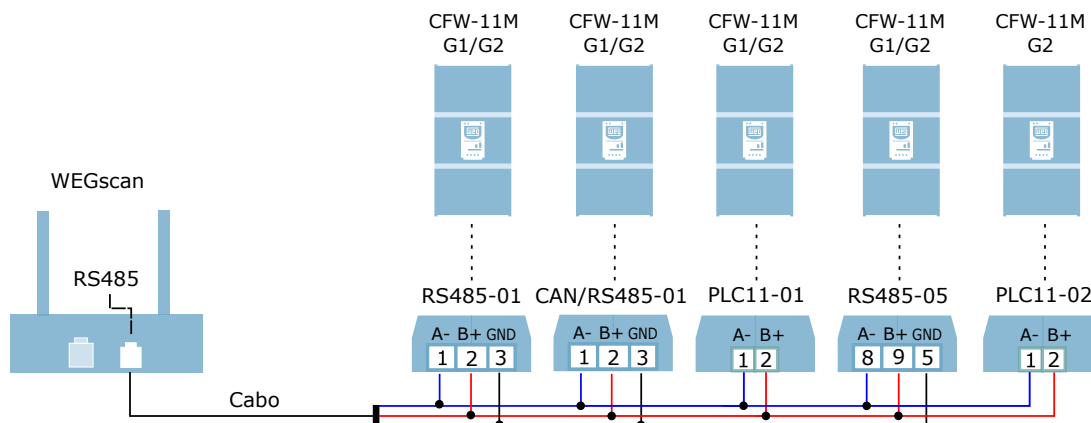 CFW-11M CFW-11M CFW-11M CFW-11M CFW-11M
G1/G2 G1/G2 G1/G2 G1/G2 G2
WEGscan
RS485
RS485-01 CAN/RS485-01 PLC11-01 RS485-05 PLC11-02
A- B+ GND A- B+ GND A- B+ A- B+ GND A- B+
1 2 3 1 2 3 1 2 8 9 5 1 2
Cabo